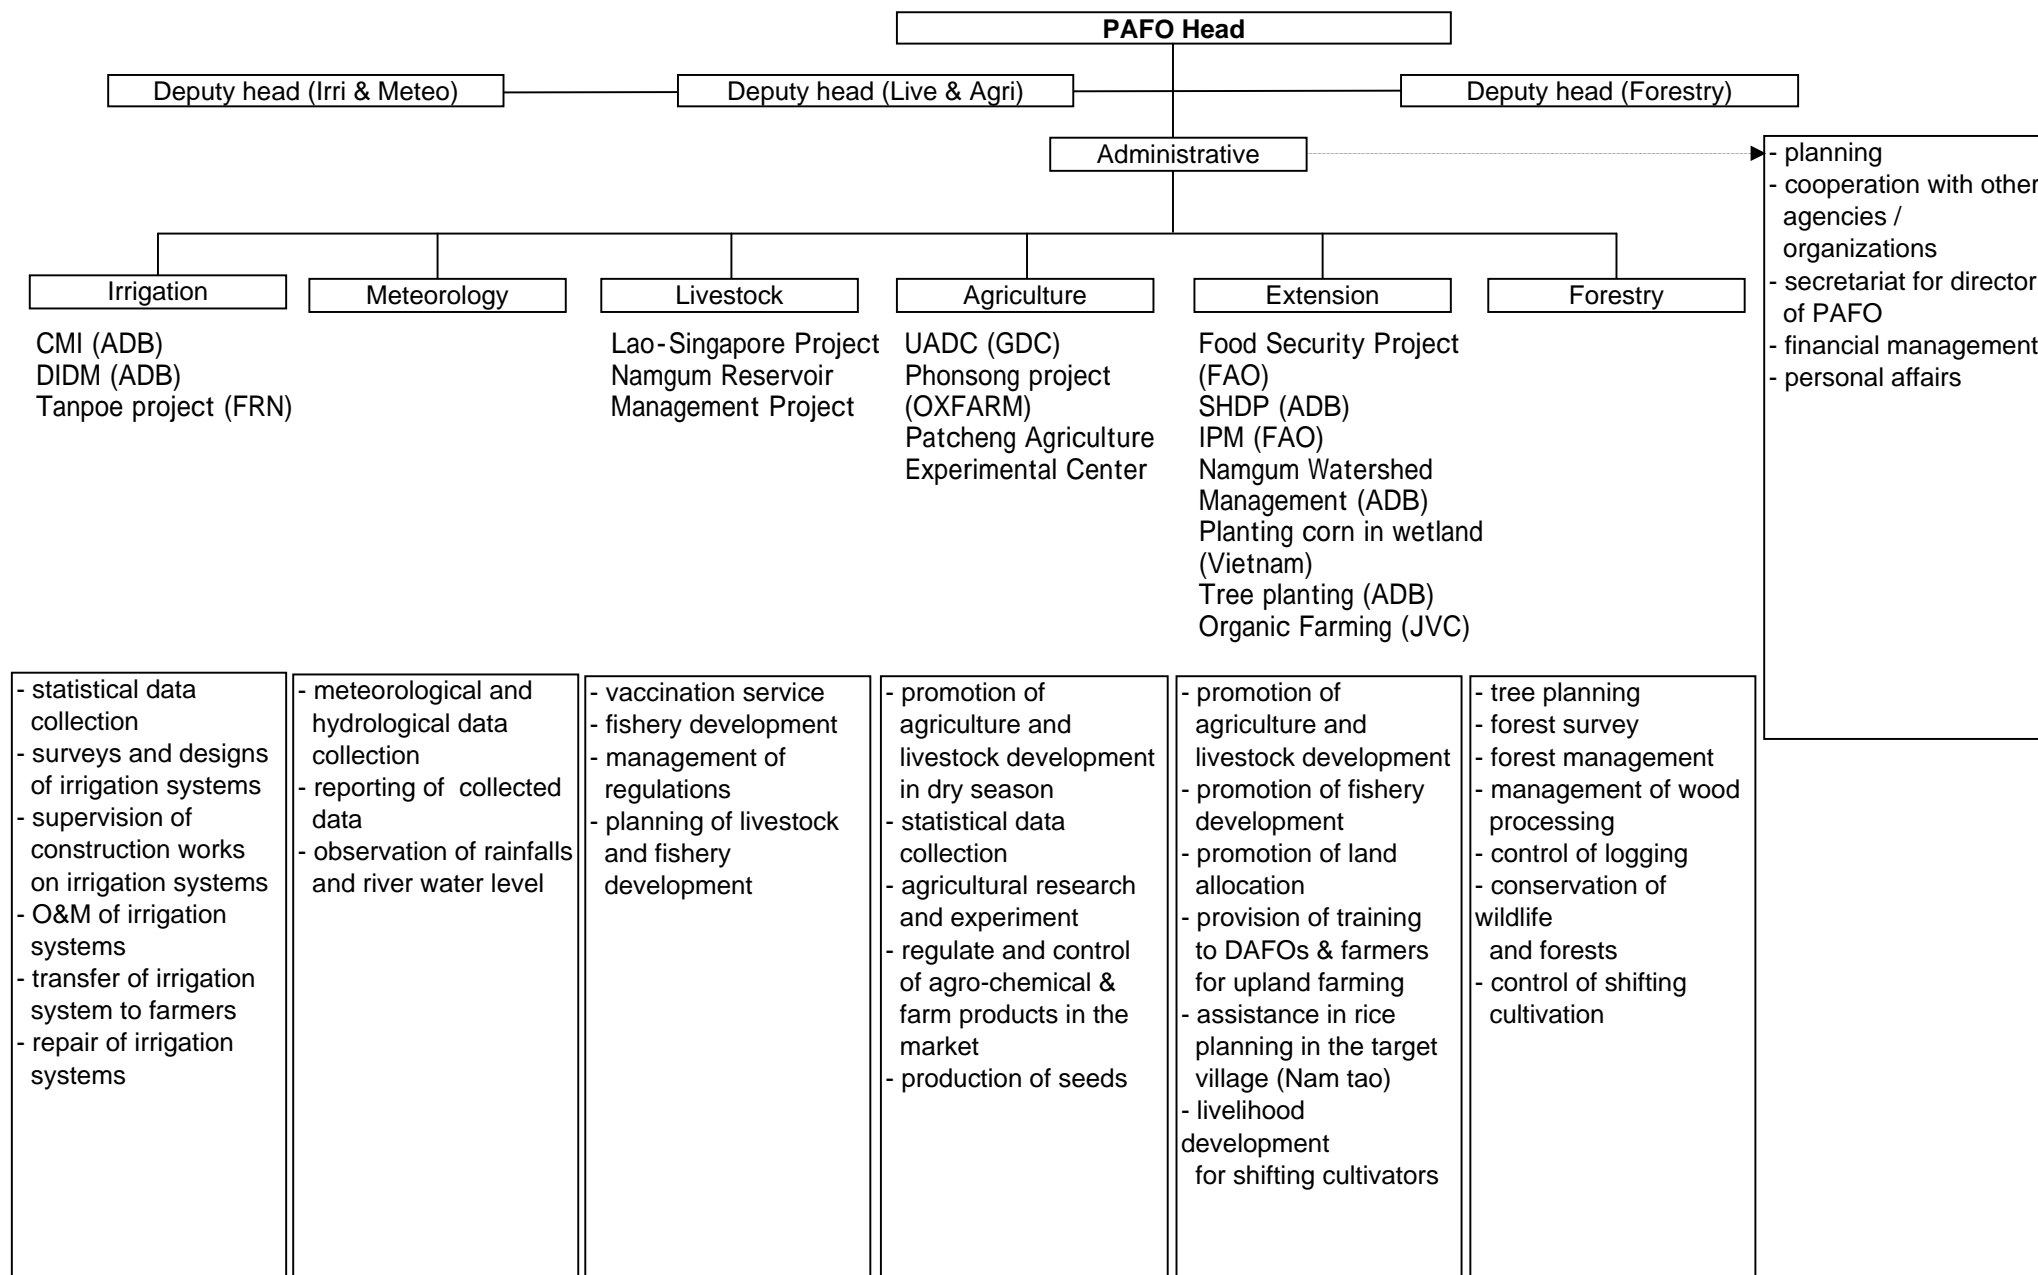 PAFO Head
Deputy head (Irri & Meteo)
Deputy head (Live & Agri)
Deputy head (Forestry)
Administrative
- planning
- cooperation with other
agencies /
organizations
- secretariat for director
of PAFO
- financial management
- personal affairs
Irrigation
Meteorology
Livestock
Agriculture
Extension
Forestry
CMI (ADB)
DIDM (ADB)
Tanpoe project (FRN)
Lao-Singapore Project
Namgum Reservoir
Management Project
UADC (GDC)
Phonsong project
(OXFARM)
Patcheng Agriculture
Experimental Center
Food Security Project
(FAO)
SHDP (ADB)
IPM (FAO)
Namgum Watershed
Management (ADB)
Planting corn in wetland
(Vietnam)
Tree planting (ADB)
Organic Farming (JVC)
- statistical data
collection
- surveys and designs
of irrigation systems
- supervision of
construction works
on irrigation systems
- O&M of irrigation
systems
- transfer of irrigation
system to farmers
- repair of irrigation
systems
- meteorological and
hydrological data
collection
- reporting of  collected
data
- observation of rainfalls
and river water level
- vaccination service
- fishery development
- management of
regulations
- planning of livestock
and fishery
development
- promotion of
agriculture and
livestock development
in dry season
- statistical data
collection
- agricultural research
and experiment
- regulate and control
of agro-chemical &
farm products in the
market
- production of seeds
- promotion of
agriculture and
livestock development
- promotion of fishery
development
- promotion of land
allocation
- provision of training
to DAFOs & farmers
for upland farming
- assistance in rice
planning in the target
village (Nam tao)
- livelihood
development
for shifting cultivators
- tree planning
- forest survey
- forest management
- management of wood
processing
- control of logging
- conservation of
wildlife
and forests
- control of shifting
cultivation